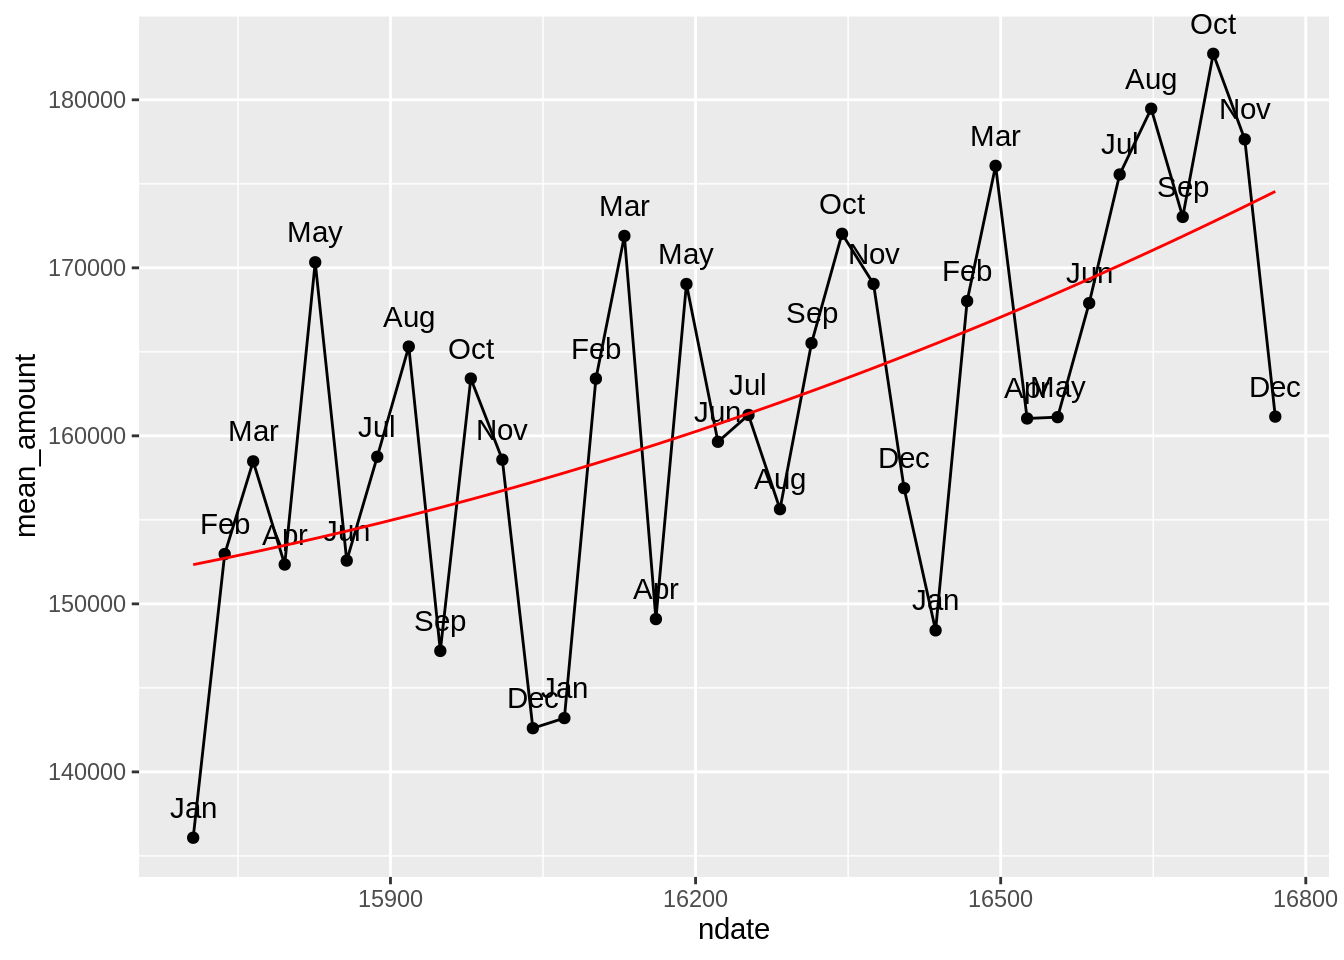 Oct
Aug
Nov
Mar
Jul
Sep
Mar
Oct
May
May
Nov
Feb
Jun
Aug
Sep
Oct
Feb
Jul
Apr
May
Dec
Mar
Jul
Nov
Jun
Dec
Aug
Feb
Apr
Jun
Apr
Jan
Sep
Dec
Jan
Jan
180000
170000
160000
150000
140000
mean_amount
15900
16200
16500
16800
ndate